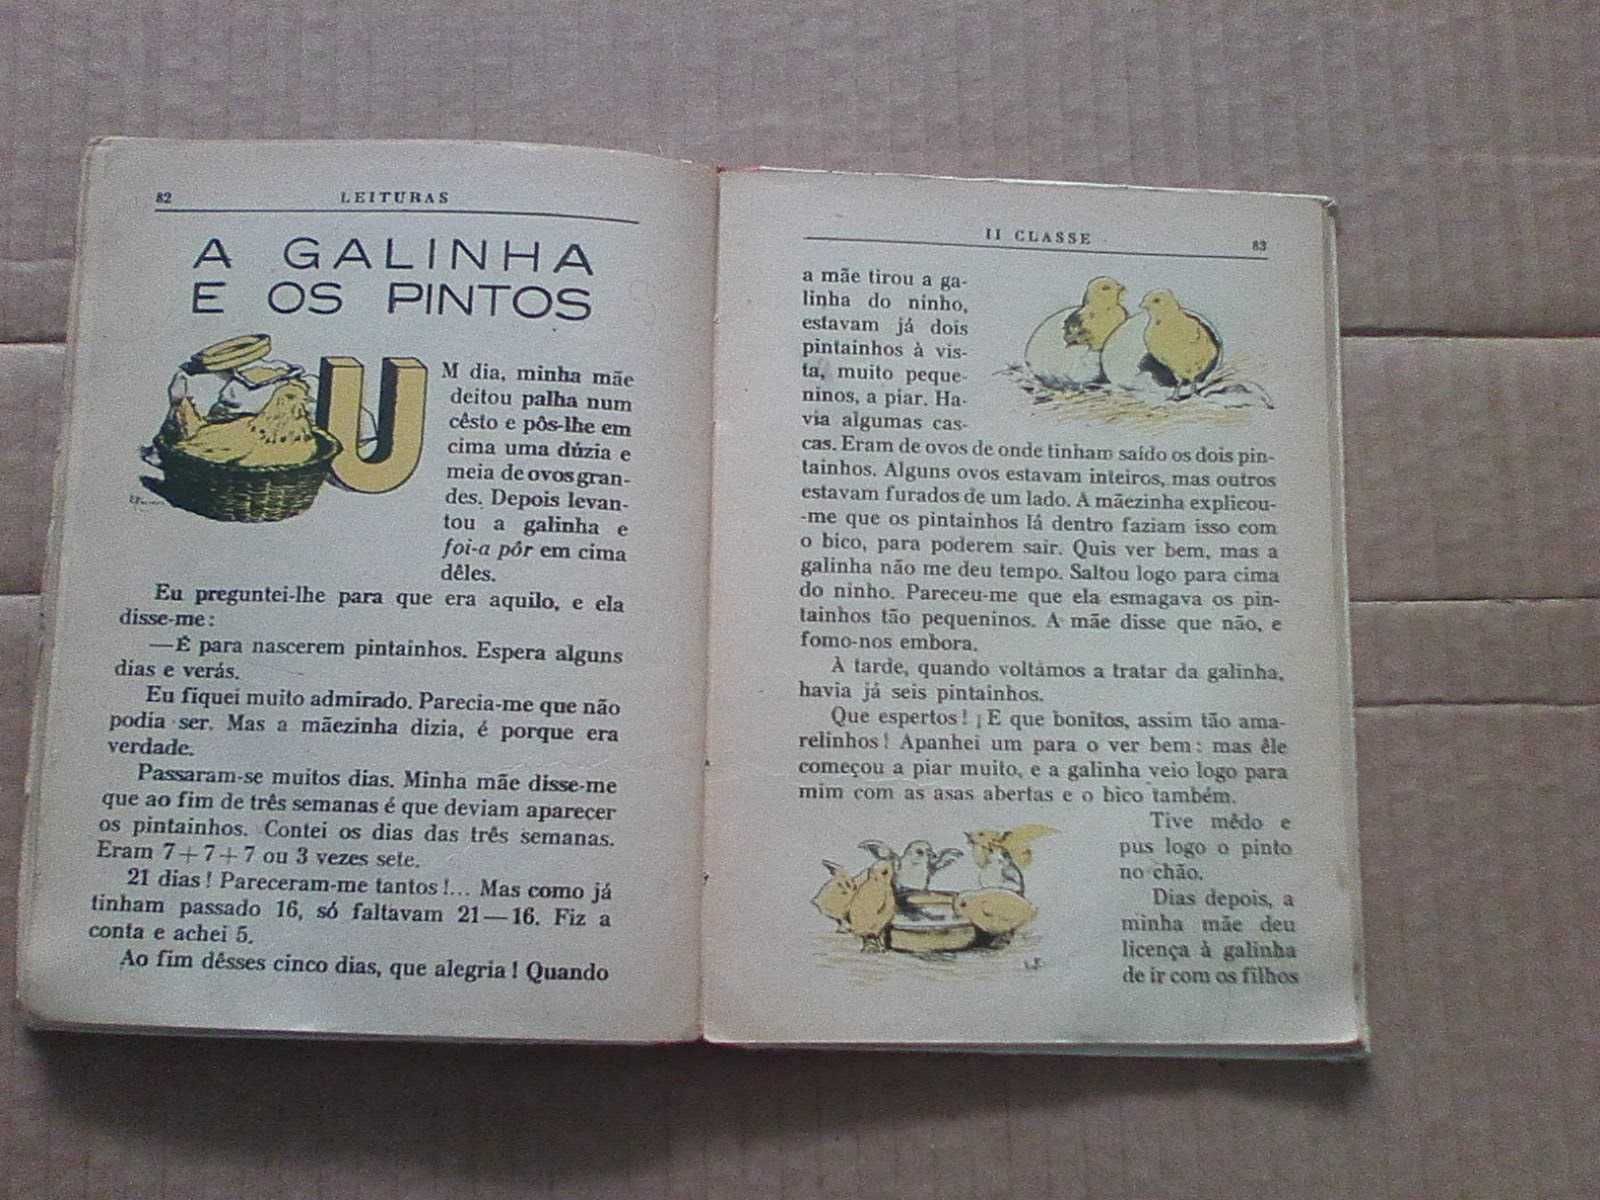 82
LEITURAS
A GALINHA
E OS PINTOS
UM dia, minha mãe
deitou palha num
cêsto e pôs-lhe em
cima uma dúzia e
meia de ovos gran-
des. Depois levan-
tou a galinha e
foi-a pôr em cima
dêles.
Eu preguntei-lhe para que era aquilo, e ela
disse-me:
—É para nascerem pintainhos. Espera alguns
dias e verás.
Eu fiquei muito admirado. Parecia-me que não
podia ser. Mas a mãezinha dizia, é porque era
verdade.
Passaram-se muitos dias. Minha mãe disse-me
que ao fim de três semanas é que deviam aparecer
os pintainhos. Contei os dias das três semanas.
Eram 7+7+7 ou 3 vezes sete.
21 dias! Pareceram-me tantos!... Mas como já
tinham passado 16, só faltavam 21—16. Fiz a
conta e achei 5.
Ao fim dêsses cinco dias, que alegria! Quando
II CLASSE
83
a mãe tirou a ga-
linha do ninho,
estavam já dois
pintainhos à vis-
ta, muito peque-
ninos, a piar. Ha-
via algumas cas-
cas. Eram de ovos de onde tinham saído os dois pin-
tainhos. Alguns ovos estavam inteiros, mas outros
estavam furados de um lado. A mãezinha explicou-
-me que os pintainhos lá dentro faziam isso com
o bico, para poderem sair. Quis ver bem, mas a
galinha não me deu tempo. Saltou logo para cima
do ninho. Pareceu-me que ela esmagava os pin-
tainhos tão pequeninos. A mãe disse que não, e
fomo-nos embora.
À tarde, quando voltámos a tratar da galinha,
havia já seis pintainhos.
Que espertos! ¡E que bonitos, assim tão ama-
relinhos! Apanhei um para o ver bem: mas êle
começou a piar muito, e a galinha veio logo para
mim com as asas abertas e o bico também.
Tive mêdo e
pus logo o pinto
no chão.
Dias depois, a
minha mãe deu
licença à galinha
de ir com os filhos